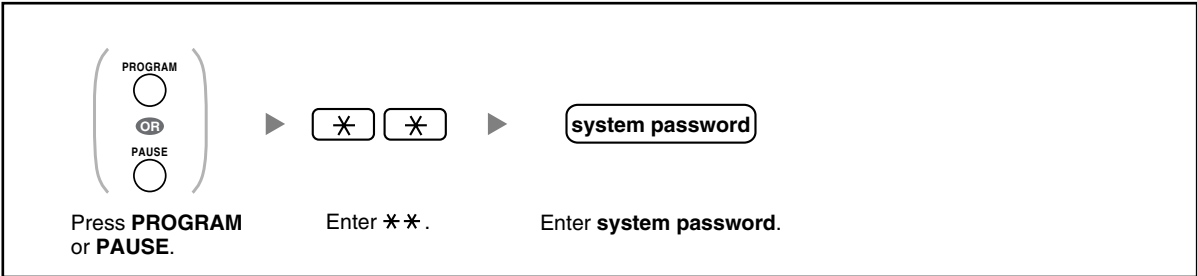 PROGRAM
OR
PAUSE
✳ ✳
system password
Press PROGRAM
or PAUSE.
Enter ✳✳.
Enter system password.